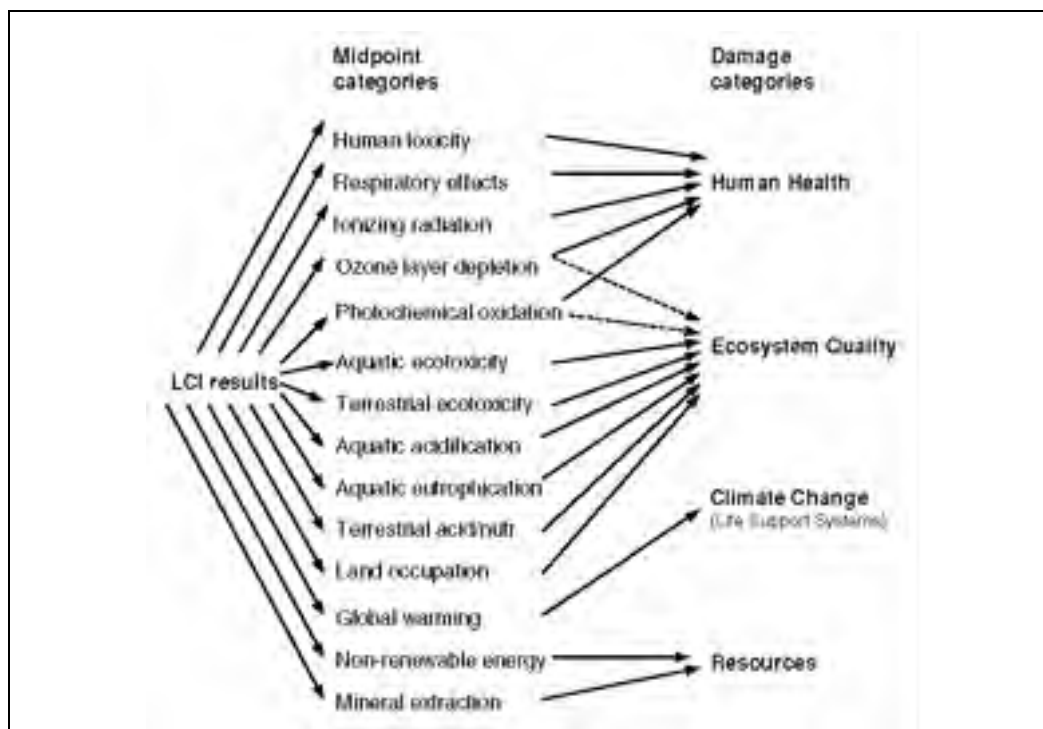 Midpoint
categories
Damage
categories
Human toxicity
Respiratory effects
Ionizing radiation
Ozone layer depletion
Photochemical oxidation
Aquatic ecotoxicity
Terrestrial ecotoxicity
Aquatic acidification
Aquatic eutrophication
Terrestrial acid/nutr
Land occupation
Global warming
Non-renewable energy
Mineral extraction
LCI results
Human Health
Ecosystem Quality
Climate Change
(Life Support Systems)
Resources